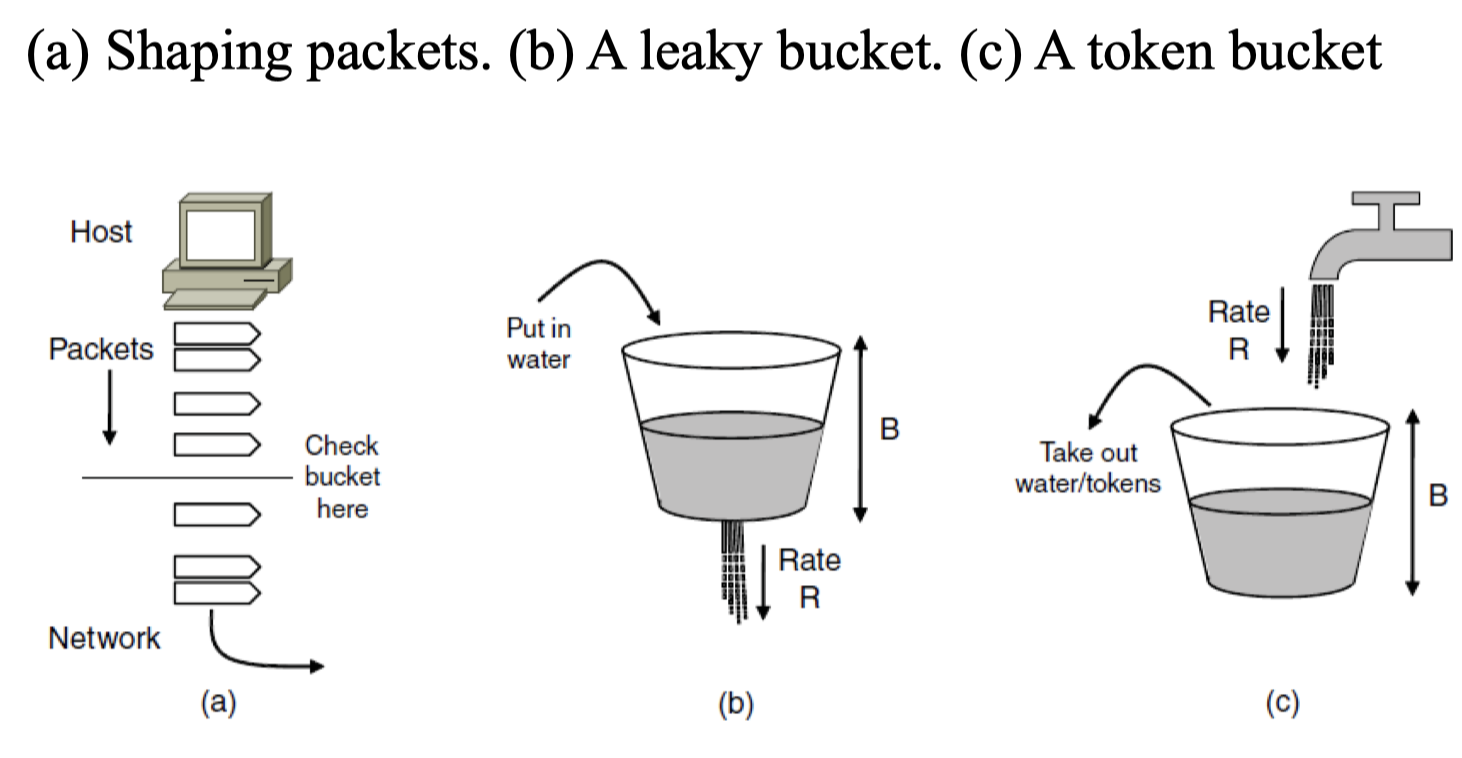 (a) Shaping packets. (b) A leaky bucket. (c) A token bucket
Host
Packets
Check
bucket
here
Network
(a)
Put in
water
B
Rate
R
(b)
Rate
R
Take out
water/tokens
B
(c)